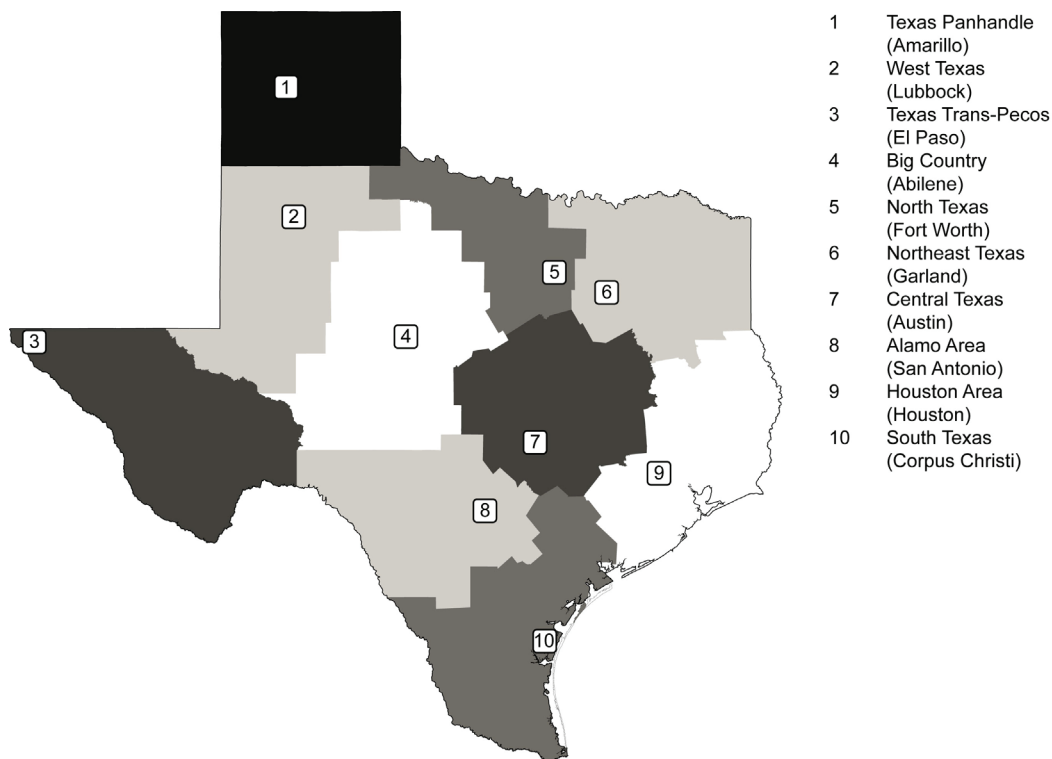 1 Texas Panhandle
(Amarillo)
2 West Texas
(Lubbock)
3 Texas Trans-Pecos
(El Paso)
4 Big Country
(Abilene)
5 North Texas
(Fort Worth)
6 Northeast Texas
(Garland)
7 Central Texas
(Austin)
8 Alamo Area
(San Antonio)
9 Houston Area
(Houston)
10 South Texas
(Corpus Christi)
1
2
3
4
5
6
7
8
9
10